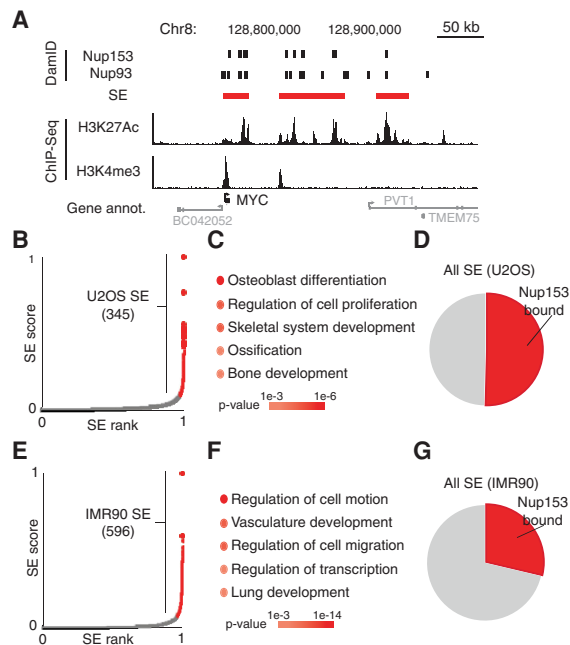 A
Chr8: 128,800,000 128,900,000 50 kb
DamID
Nup153
Nup93
SE
ChIP-Seq
H3K27Ac
H3K4me3
Gene annot.
MYC
BC042052
PVT1
TMEM75
B
1
SE score
0
U2OS SE
(345)
0 SE rank 1
C
Osteoblast differentiation
Regulation of cell proliferation
Skeletal system development
Ossification
Bone development
p-value 1e-3 1e-6
D
All SE (U2OS)
Nup153
bound
E
1
SE score
0
IMR90 SE
(596)
0 SE rank 1
F
Regulation of cell motion
Vasculature development
Regulation of cell migration
Regulation of transcription
Lung development
p-value 1e-3 1e-14
G
All SE (IMR90)
Nup153
bound